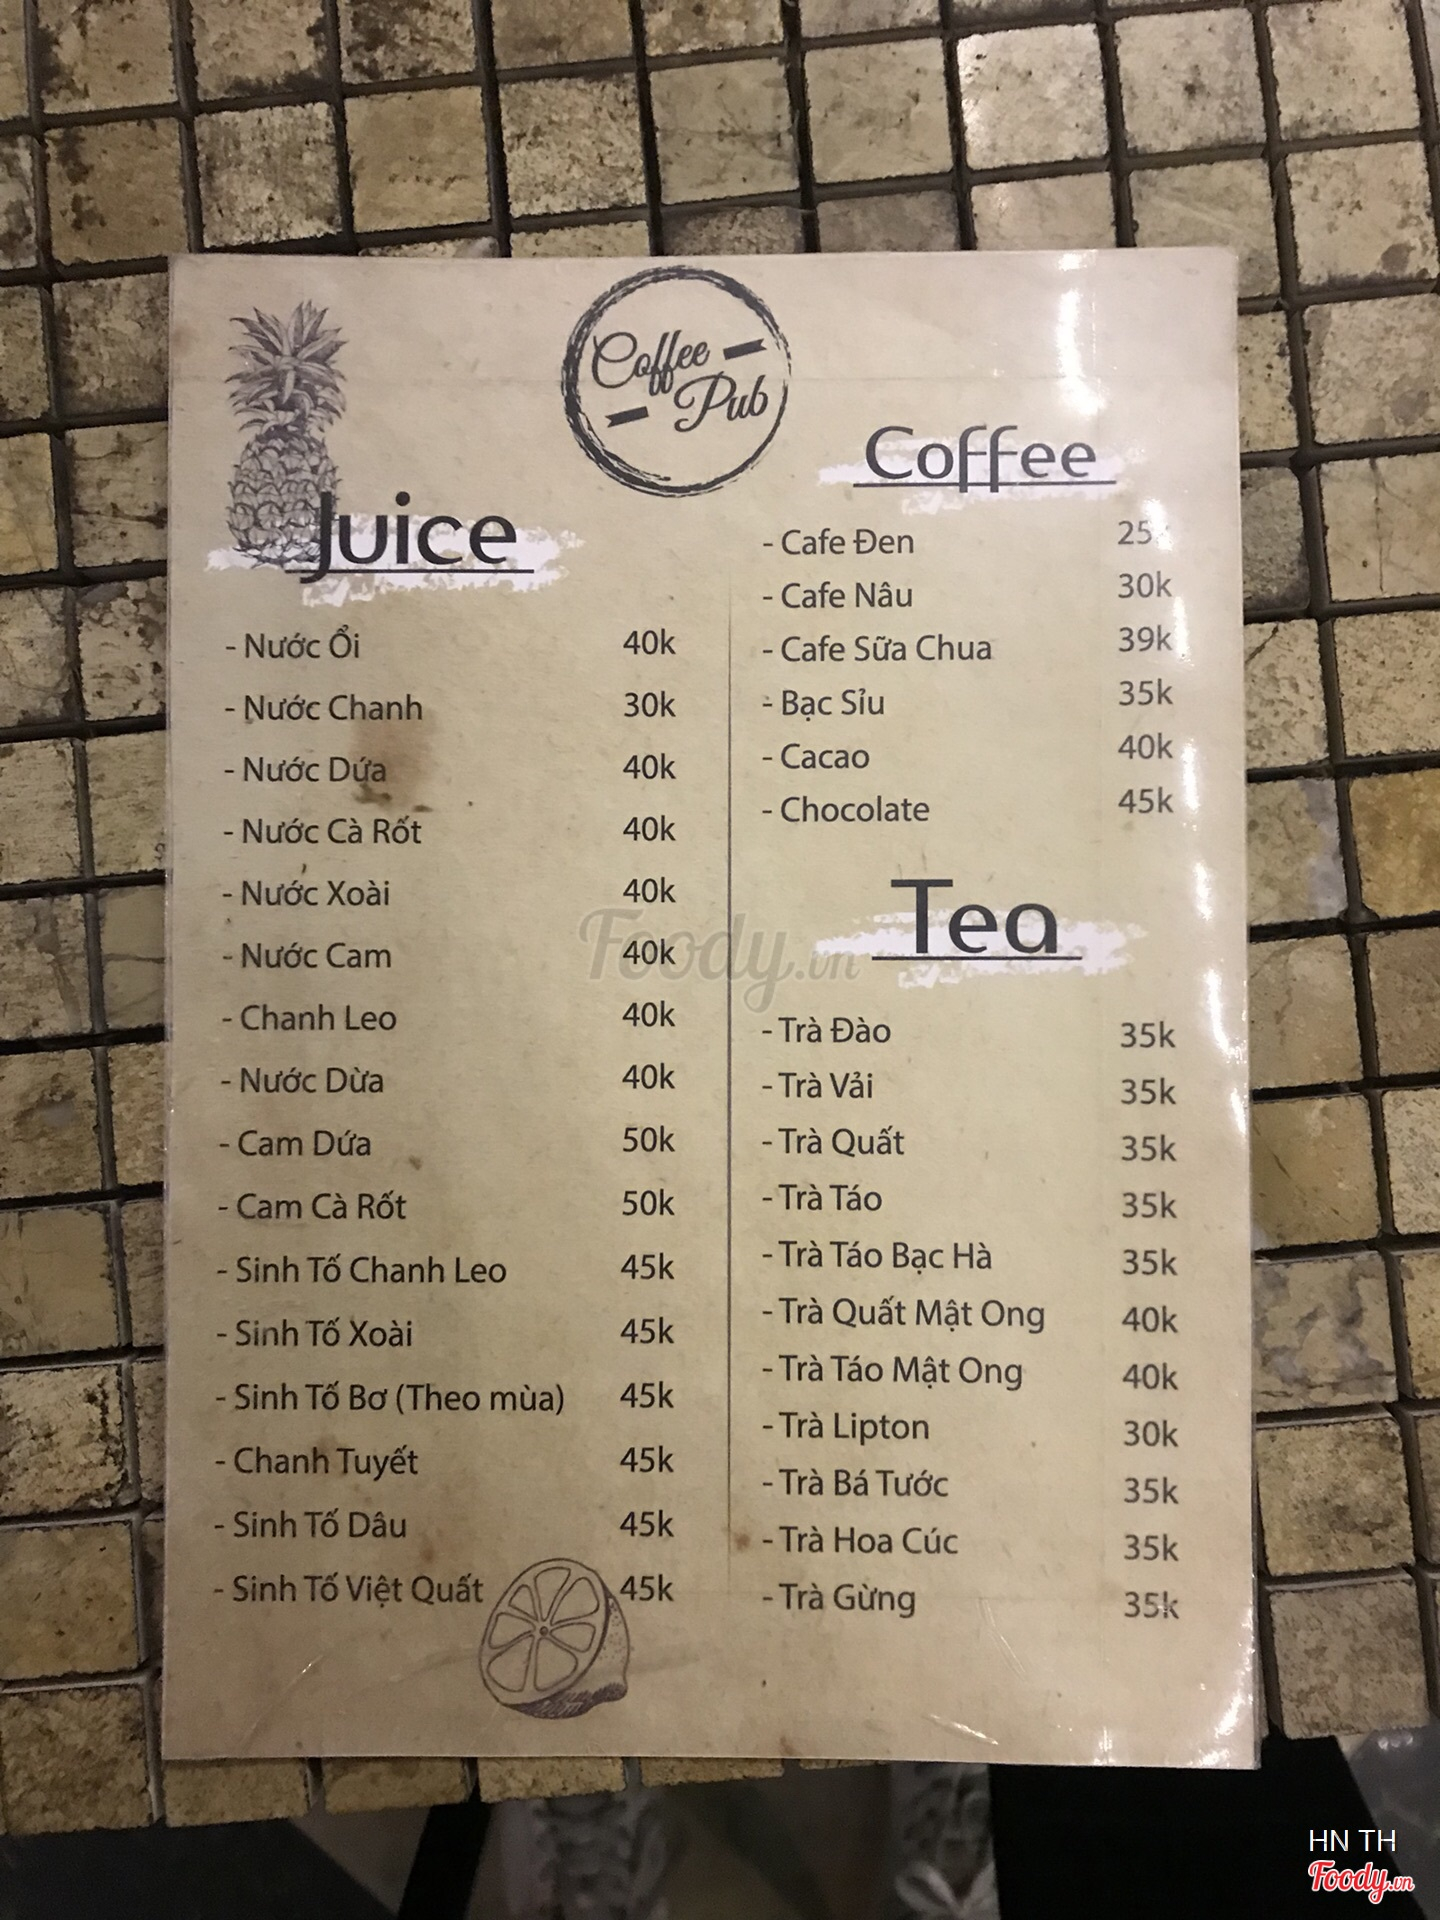 Coffee
Pub
Juice
- Nước Ổi 40k
- Nước Chanh 30k
- Nước Dứa 40k
- Nước Cà Rốt 40k
- Nước Xoài 40k
- Nước Cam 40k
- Chanh Leo 40k
- Nước Dừa 40k
- Cam Dứa 50k
- Cam Cà Rốt 50k
- Sinh Tố Chanh Leo 45k
- Sinh Tố Xoài 45k
- Sinh Tố Bơ (Theo mùa) 45k
- Chanh Tuyết 45k
- Sinh Tố Dâu 45k
- Sinh Tố Việt Quất 45k
Coffee
- Cafe Đen 25k
- Cafe Nâu 30k
- Cafe Sữa Chua 39k
- Bạc Sỉu 35k
- Cacao 40k
- Chocolate 45k
Tea
- Trà Đào 35k
- Trà Vải 35k
- Trà Quất 35k
- Trà Táo 35k
- Trà Táo Bạc Hà 35k
- Trà Quất Mật Ong 40k
- Trà Táo Mật Ong 40k
- Trà Lipton 30k
- Trà Bá Tước 35k
- Trà Hoa Cúc 35k
- Trà Gừng 35k
Foody.vn
HN TH
Foody.vn